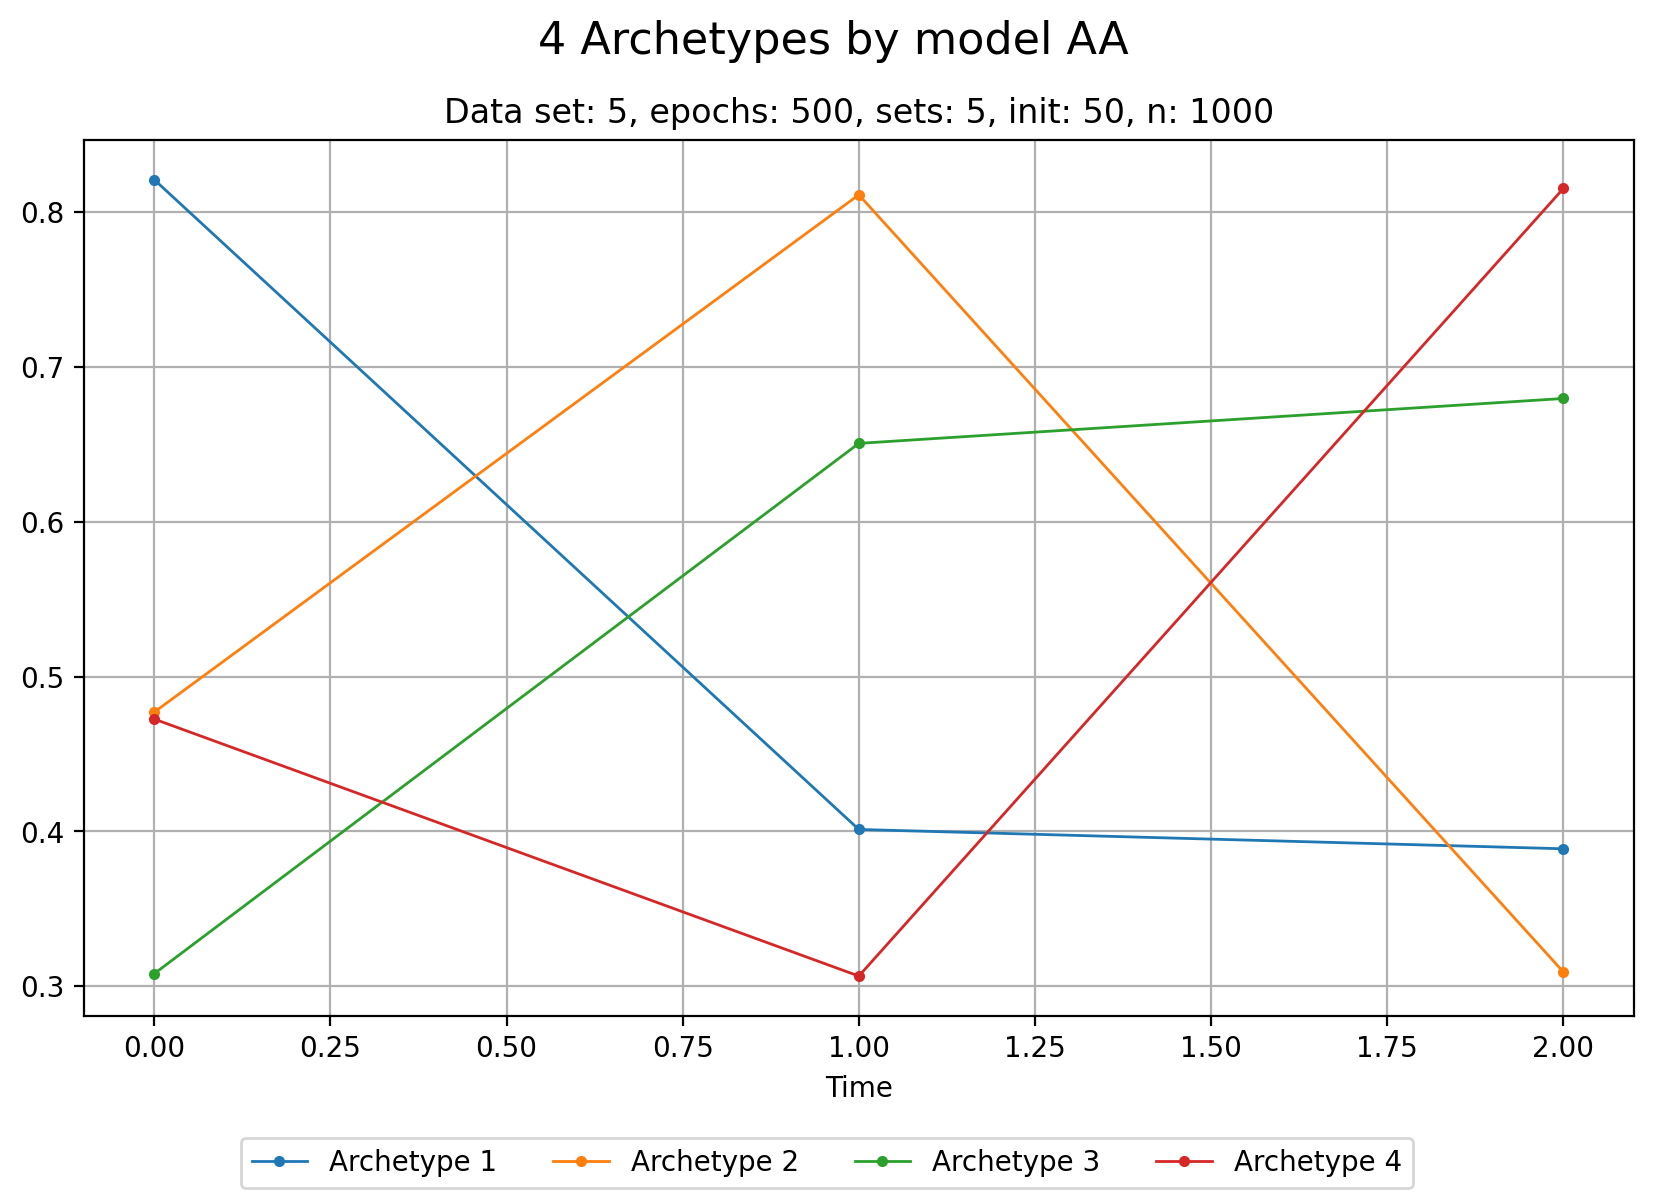 4 Archetypes by model AA
Data set: 5, epochs: 500, sets: 5, init: 50, n: 1000
0.8
0.7
0.6
0.5
0.4
0.3
0.00 0.25 0.50 0.75 1.00 1.25 1.50 1.75 2.00
Time
Archetype 1 Archetype 2 Archetype 3 Archetype 4